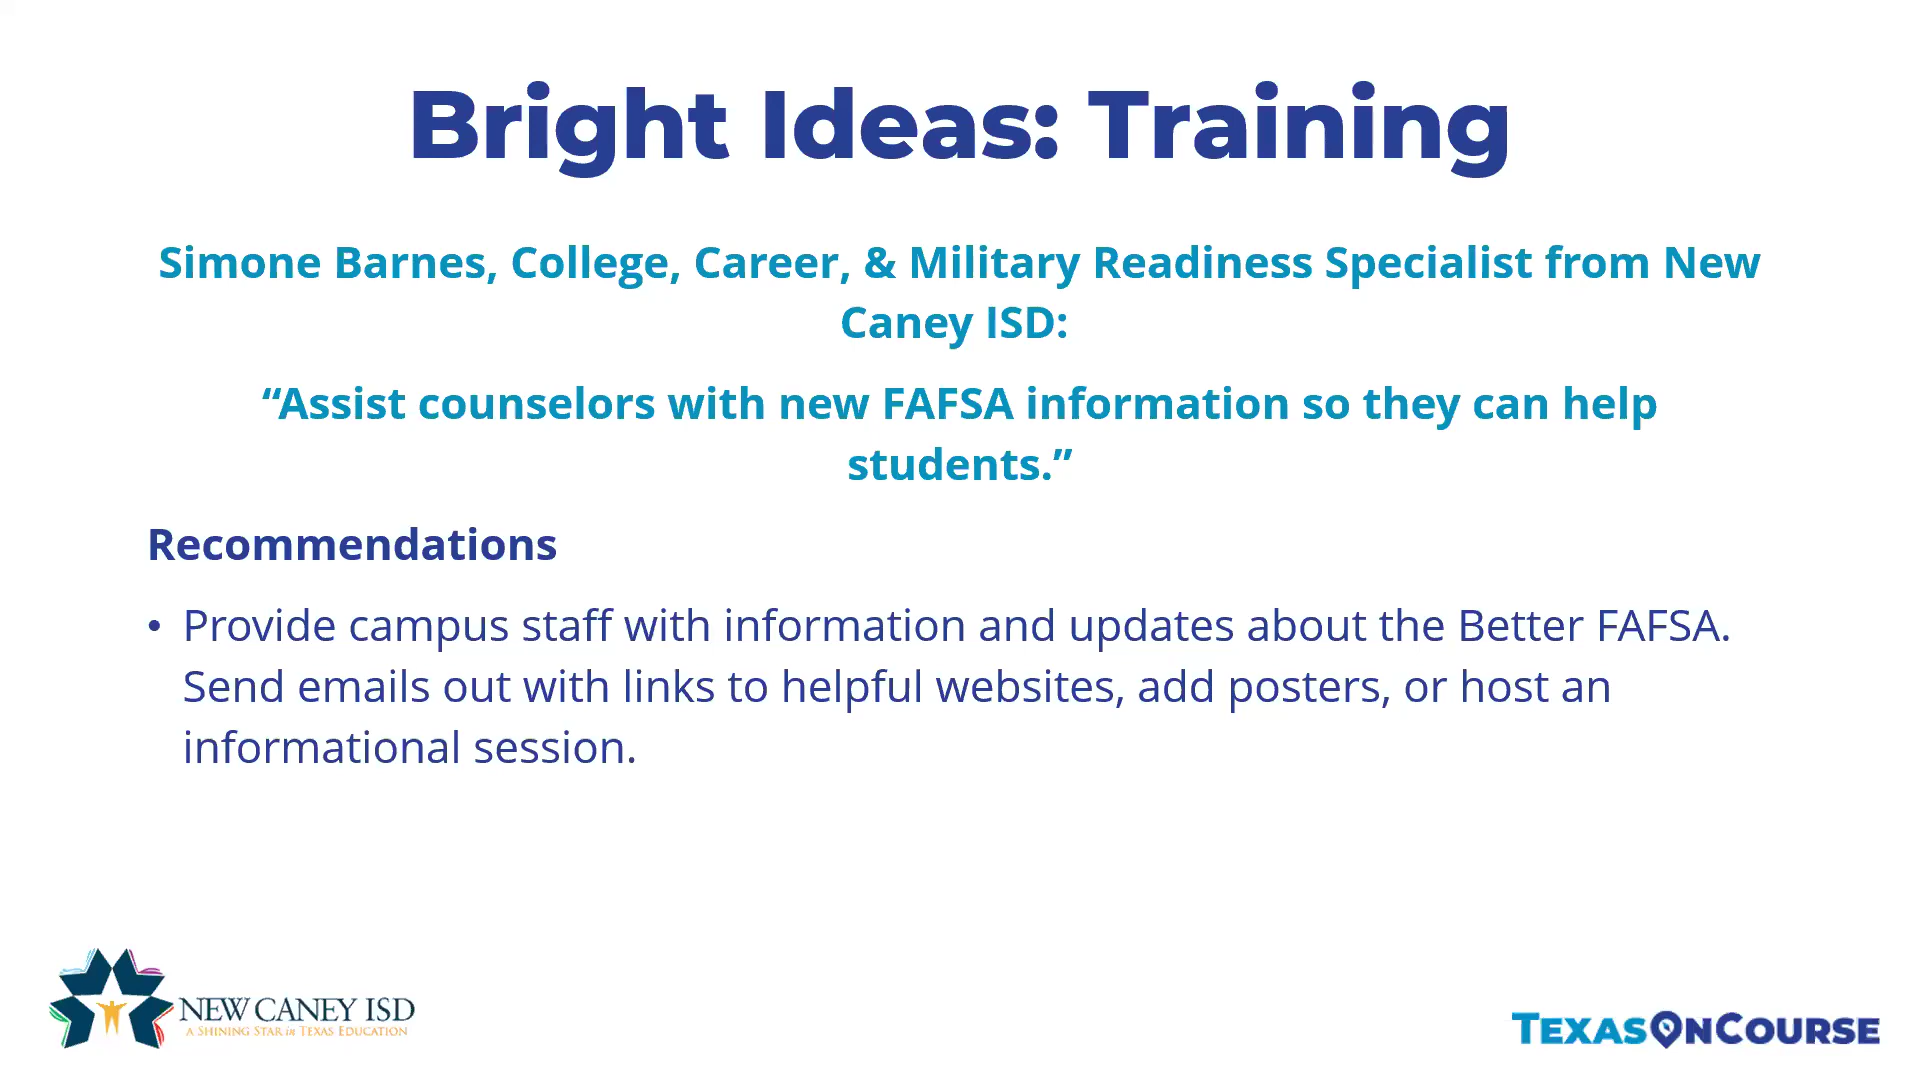 Bright Ideas: Training
Simone Barnes, College, Career, & Military Readiness Specialist from New
Caney ISD:
“Assist counselors with new FAFSA information so they can help
students.”
Recommendations
• Provide campus staff with information and updates about the Better FAFSA.
Send emails out with links to helpful websites, add posters, or host an
informational session.
NEW CANEY ISD
A SHINING STAR in TEXAS EDUCATION
TEXASONCOURSE